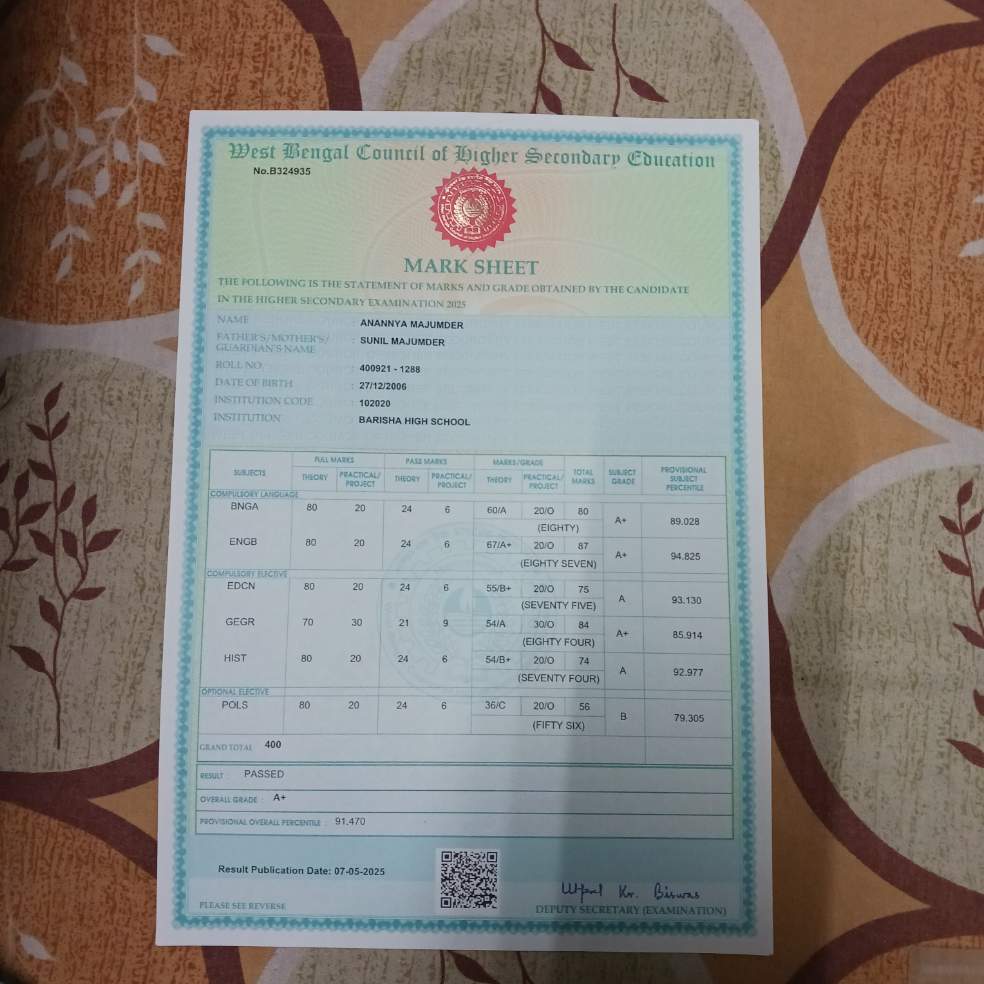 West Bengal Council of Higher Secondary Education
No.B324935
MARK SHEET
THE FOLLOWING IS THE STATEMENT OF MARKS AND GRADE OBTAINED BY THE CANDIDATE
IN THE HIGHER SECONDARY EXAMINATION 2025
NAME : ANANNYA MAJUMDER
FATHER'S/MOTHER'S/
GUARDIAN'S NAME : SUNIL MAJUMDER
ROLL NO. : 400921 - 1288
DATE OF BIRTH : 27/12/2006
INSTITUTION CODE : 102020
INSTITUTION : BARISHA HIGH SCHOOL
SUBJECTS FULL MARKS PASS MARKS MARKS/GRADE TOTAL MARKS SUBJECT GRADE PROVISIONAL SUBJECT PERCENTILE
THEORY PRACTICAL/PROJECT THEORY PRACTICAL/PROJECT THEORY PRACTICAL/PROJECT
COMPULSORY LANGUAGE
BNGA 80 20 24 6 60/A 20/O 80 A+ 89.028
(EIGHTY)
ENGB 80 20 24 6 67/A+ 20/O 87 A+ 94.825
(EIGHTY SEVEN)
COMPULSORY ELECTIVE
EDCN 80 20 24 6 55/B+ 20/O 75 A 93.130
(SEVENTY FIVE)
GEGR 70 30 21 9 54/A 30/O 84 A+ 85.914
(EIGHTY FOUR)
HIST 80 20 24 6 54/B+ 20/O 74 A 92.977
(SEVENTY FOUR)
OPTIONAL ELECTIVE
POLS 80 20 24 6 36/C 20/O 56 B 79.305
(FIFTY SIX)
GRAND TOTAL 400
RESULT : PASSED
OVERALL GRADE : A+
PROVISIONAL OVERALL PERCENTILE : 91.470
Result Publication Date: 07-05-2025
Utpal Kr. Biswas
PLEASE SEE REVERSE
DEPUTY SECRETARY (EXAMINATION)